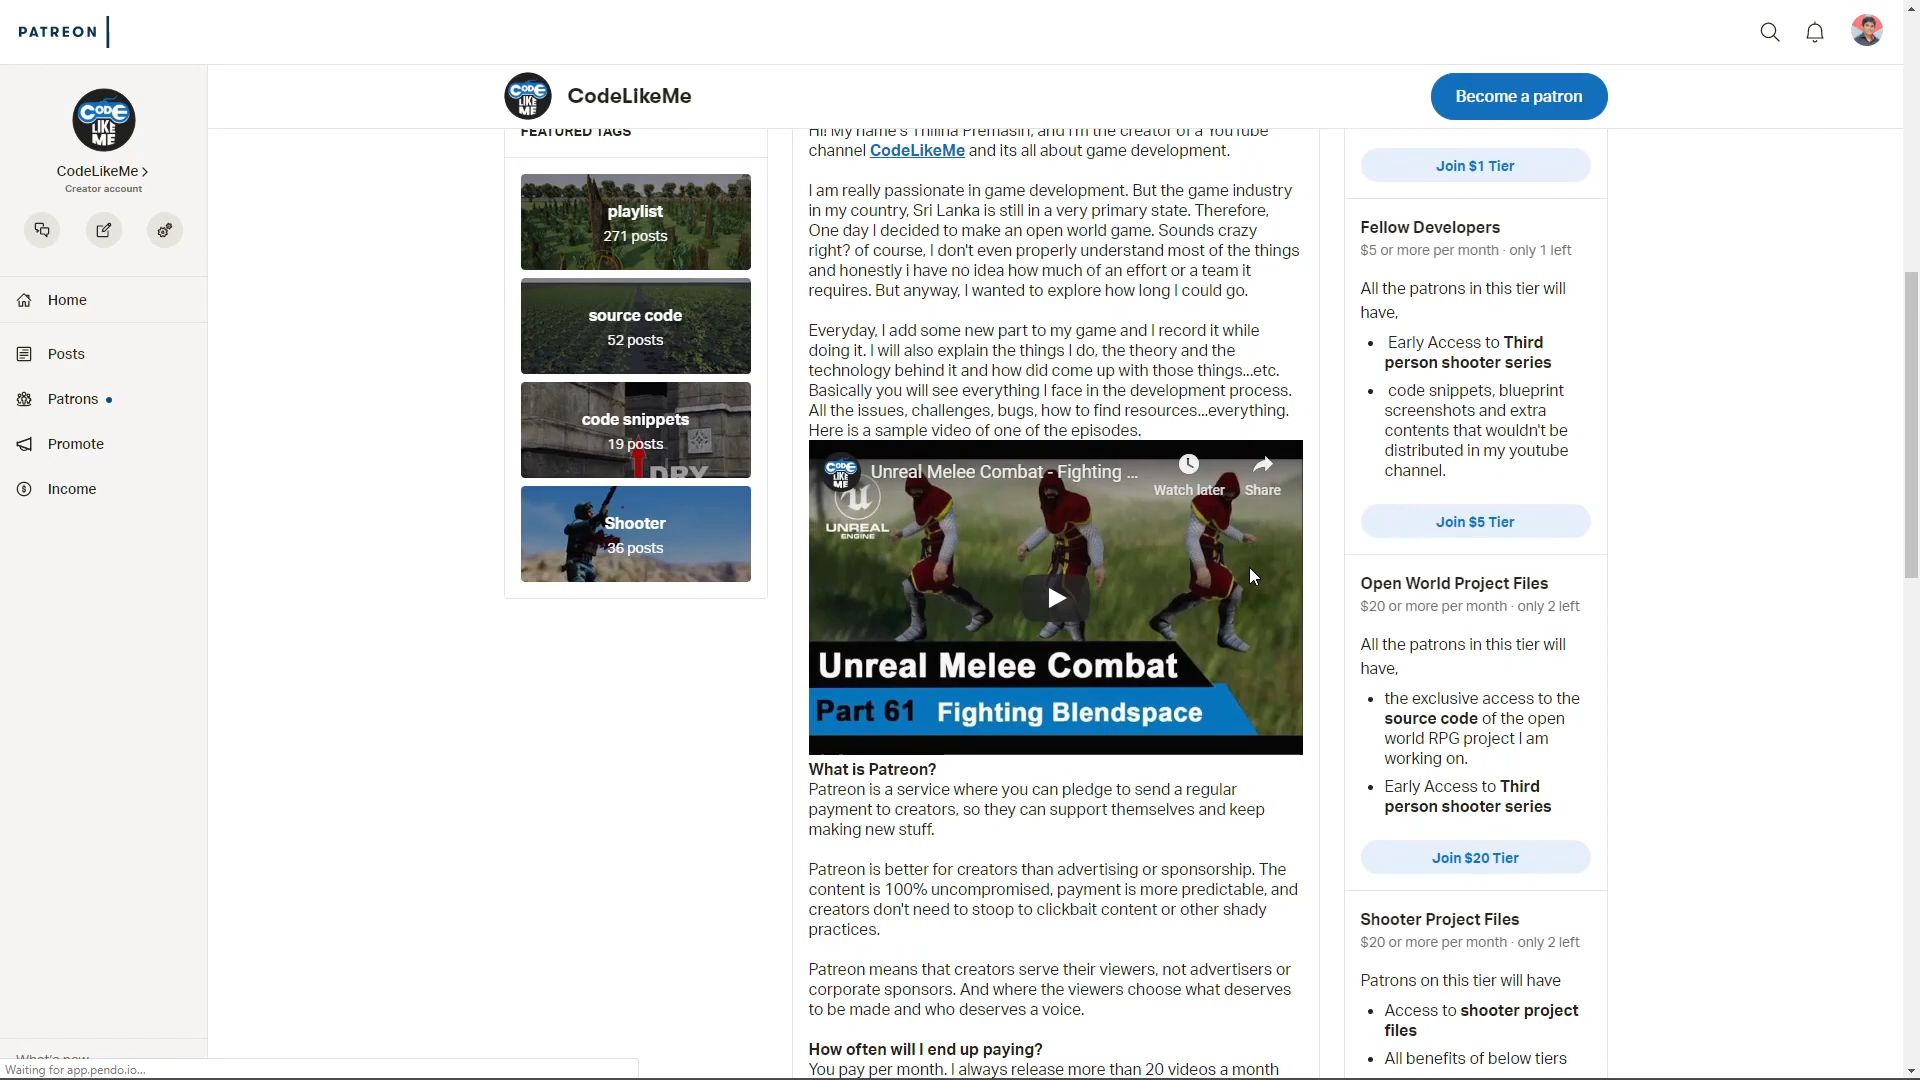 PATREON
CODE
LIKE
ME
CodeLikeMe
Creator account
Home
Posts
Patrons
Promote
Income
What's new
Waiting for app.pendo.io...
CODE
LIKE
ME
CodeLikeMe
Become a patron
FEATURED TAGS
playlist
271 posts
source code
52 posts
code snippets
19 posts
Shooter
36 posts
Hi! My name's Thilina Premasiri, and I'm the creator of a YouTube
channel CodeLikeMe and its all about game development.
I am really passionate in game development. But the game industry
in my country, Sri Lanka is still in a very primary state. Therefore,
One day I decided to make an open world game. Sounds crazy
right? of course, I don't even properly understand most of the things
and honestly i have no idea how much of an effort or a team it
requires. But anyway, I wanted to explore how long I could go.
Everyday, I add some new part to my game and I record it while
doing it. I will also explain the things I do, the theory and the
technology behind it and how did come up with those things...etc.
Basically you will see everything I face in the development process.
All the issues, challenges, bugs, how to find resources...everything.
Here is a sample video of one of the episodes.
CODE
LIKE
ME
Unreal Melee Combat - Fighting ...
Watch later
Share
UNREAL
ENGINE
Unreal Melee Combat
Part 61 Fighting Blendspace
What is Patreon?
Patreon is a service where you can pledge to send a regular
payment to creators, so they can support themselves and keep
making new stuff.
Patreon is better for creators than advertising or sponsorship. The
content is 100% uncompromised, payment is more predictable, and
creators don't need to stoop to clickbait content or other shady
practices.
Patreon means that creators serve their viewers, not advertisers or
corporate sponsors. And where the viewers choose what deserves
to be made and who deserves a voice.
How often will I end up paying?
You pay per month. I always release more than 20 videos a month
Join $1 Tier
Fellow Developers
$5 or more per month · only 1 left
All the patrons in this tier will
have,
• Early Access to Third
person shooter series
• code snippets, blueprint
screenshots and extra
contents that wouldn't be
distributed in my youtube
channel.
Join $5 Tier
Open World Project Files
$20 or more per month · only 2 left
All the patrons in this tier will
have,
• the exclusive access to the
source code of the open
world RPG project I am
working on.
• Early Access to Third
person shooter series
Join $20 Tier
Shooter Project Files
$20 or more per month · only 2 left
Patrons on this tier will have
• Access to shooter project
files
• All benefits of below tiers